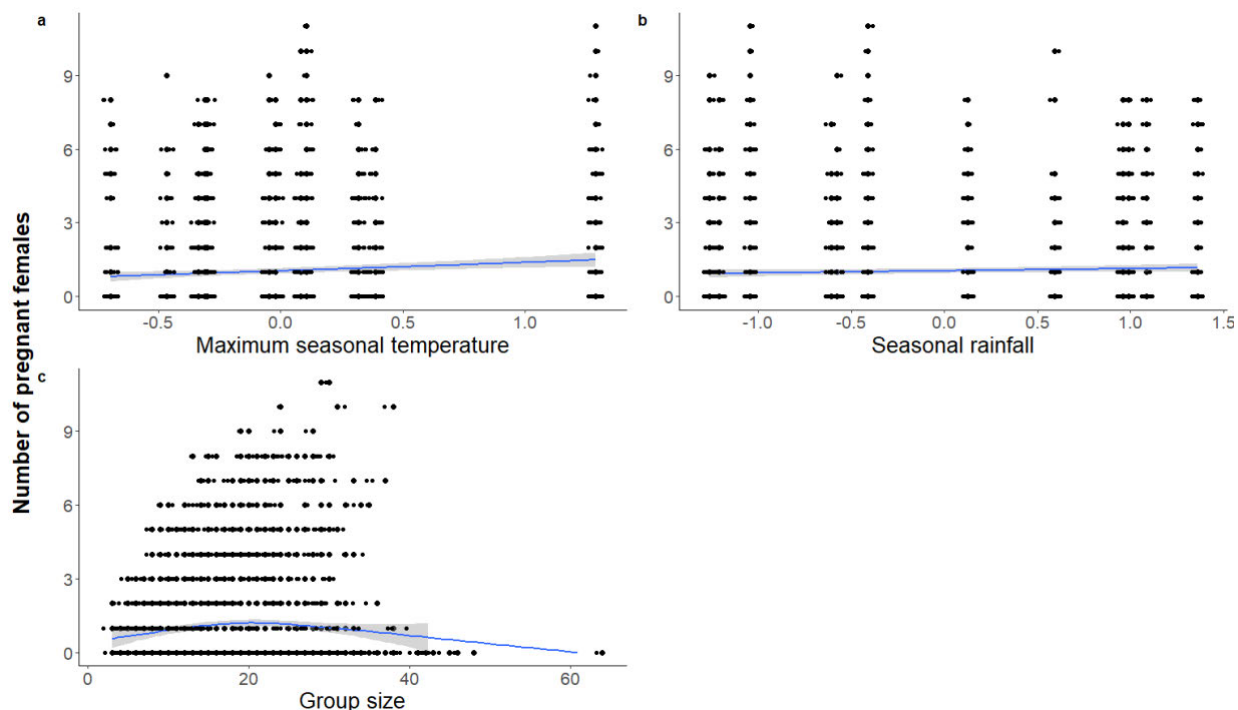 a
9
6
3
0
-0.5 0.0 0.5 1.0
Maximum seasonal temperature
b
9
6
3
0
-1.0 -0.5 0.0 0.5 1.0 1.5
Seasonal rainfall
Number of pregnant females
c
9
6
3
0
0 20 40 60
Group size